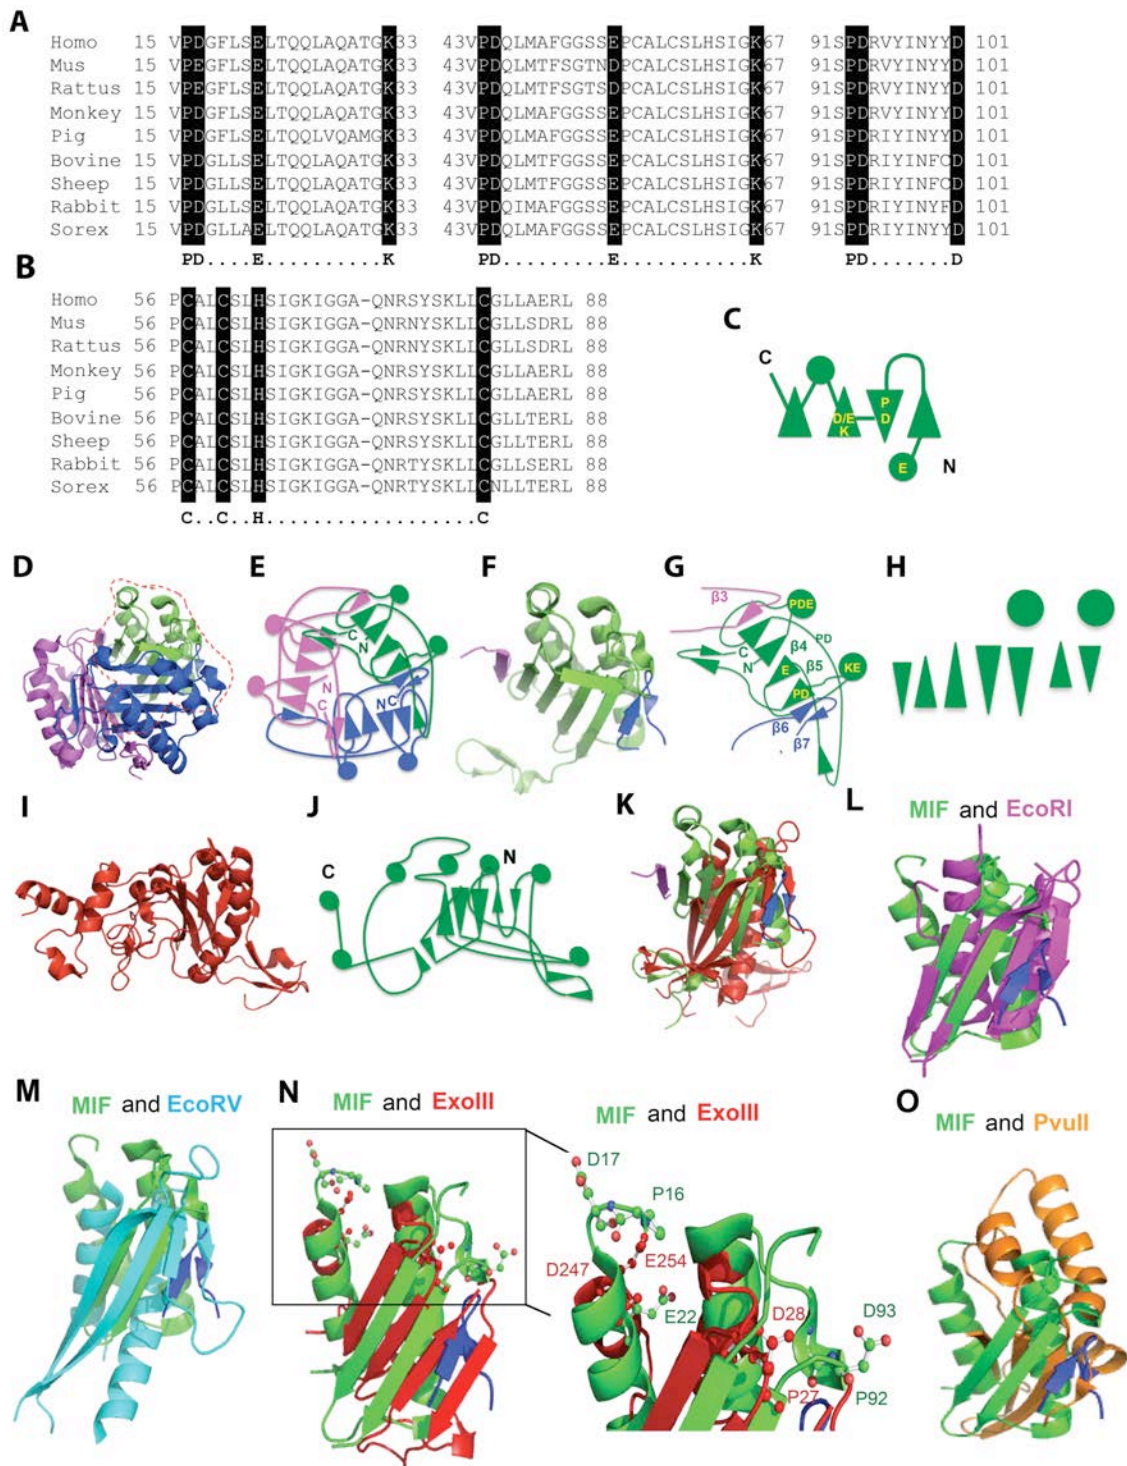 A
Homo 15 VPDGFLSELTQQLAQATGK33 43VPDQLMAFGGSSEPCALCSLHSIGK67 91SPDRVYINYYD 101
Mus 15 VPEGFLSELTQQLAQATGK33 43VPDQLMTFSGTNDPCALCSLHSIGK67 91SPDRVYINYYD 101
Rattus 15 VPEGFLSELTQQLAQATGK33 43VPDQLMTFSGTSDPCALCSLHSIGK67 91SPDRVYINYYD 101
Monkey 15 VPDGFLSELTQQLAQATGK33 43VPDQLMAFGGSSEPCALCSLHSIGK67 91SPDRVYINYYD 101
Pig 15 VPDGFLSELTQQLVQAMGK33 43VPDQLMAFGGSSEPCALCSLHSIGK67 91SPDRIYINYYD 101
Bovine 15 VPDGLLSELTQQLAQATGK33 43VPDQLMTFGGSSEPCALCSLHSIGK67 91SPDRIYINFCD 101
Sheep 15 VPDGLLSELTQQLAQATGK33 43VPDQLMTFGGSSEPCALCSLHSIGK67 91SPDRIYINFCD 101
Rabbit 15 VPDGLLSELTQQLAQATGK33 43VPDQIMAFGGSSEPCALCSLHSIGK67 91SPDRIYINYFD 101
Sorex 15 VPDGLLAELTQQLAQATGK33 43VPDQLMAFGGSSEPCALCSLHSIGK67 91SPDRIYINYYD 101
PD....E..........K PD.........E...........K PD.......D
B
Homo 56 PCALCSLHSIGKIGGA-QNRSYSKLLCGLLAERL 88
Mus 56 PCALCSLHSIGKIGGA-QNRNYSKLLCGLLSDRL 88
Rattus 56 PCALCSLHSIGKIGGA-QNRNYSKLLCGLLSDRL 88
Monkey 56 PCALCSLHSIGKIGGA-QNRSYSKLLCGLLAERL 88
Pig 56 PCALCSLHSIGKIGGA-QNRSYSKLLCGLLAERL 88
Bovine 56 PCALCSLHSIGKIGGA-QNRSYSKLLCGLLTERL 88
Sheep 56 PCALCSLHSIGKIGGA-QNRSYSKLLCGLLTERL 88
Rabbit 56 PCALCSLHSIGKIGGA-QNRTYSKLLCGLLSERL 88
Sorex 56 PCALCSLHSIGKIGGA-QNRTYSKLLCNLLTERL 88
C..C..H..................C
C
C
D/E
K
P
D
E
N
D
E
C
N
N
C
N
C
F
G
β3
PDE
C
N
β4
PD
E
β5
KE
PD
β6
β7
H
I
J
C
N
K
L
MIF and EcoRI
M
MIF and EcoRV
N
MIF and ExoIII
MIF and ExoIII
D17
P16
D247
E254
E22
D28
D93
P27
P92
O
MIF and PvuII